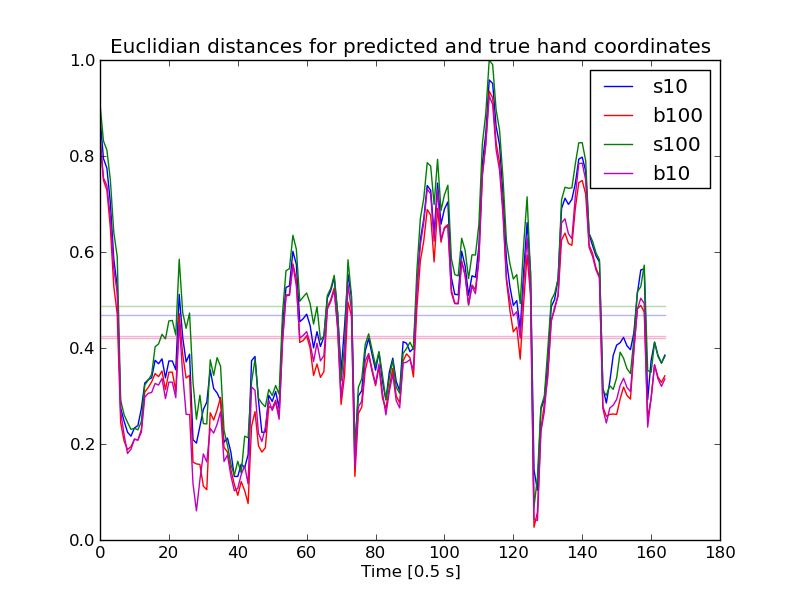 Euclidian distances for predicted and true hand coordinates
1.0
0.8
0.6
0.4
0.2
0.0
s10
b100
s100
b10
0 20 40 60 80 100 120 140 160 180
Time [0.5 s]